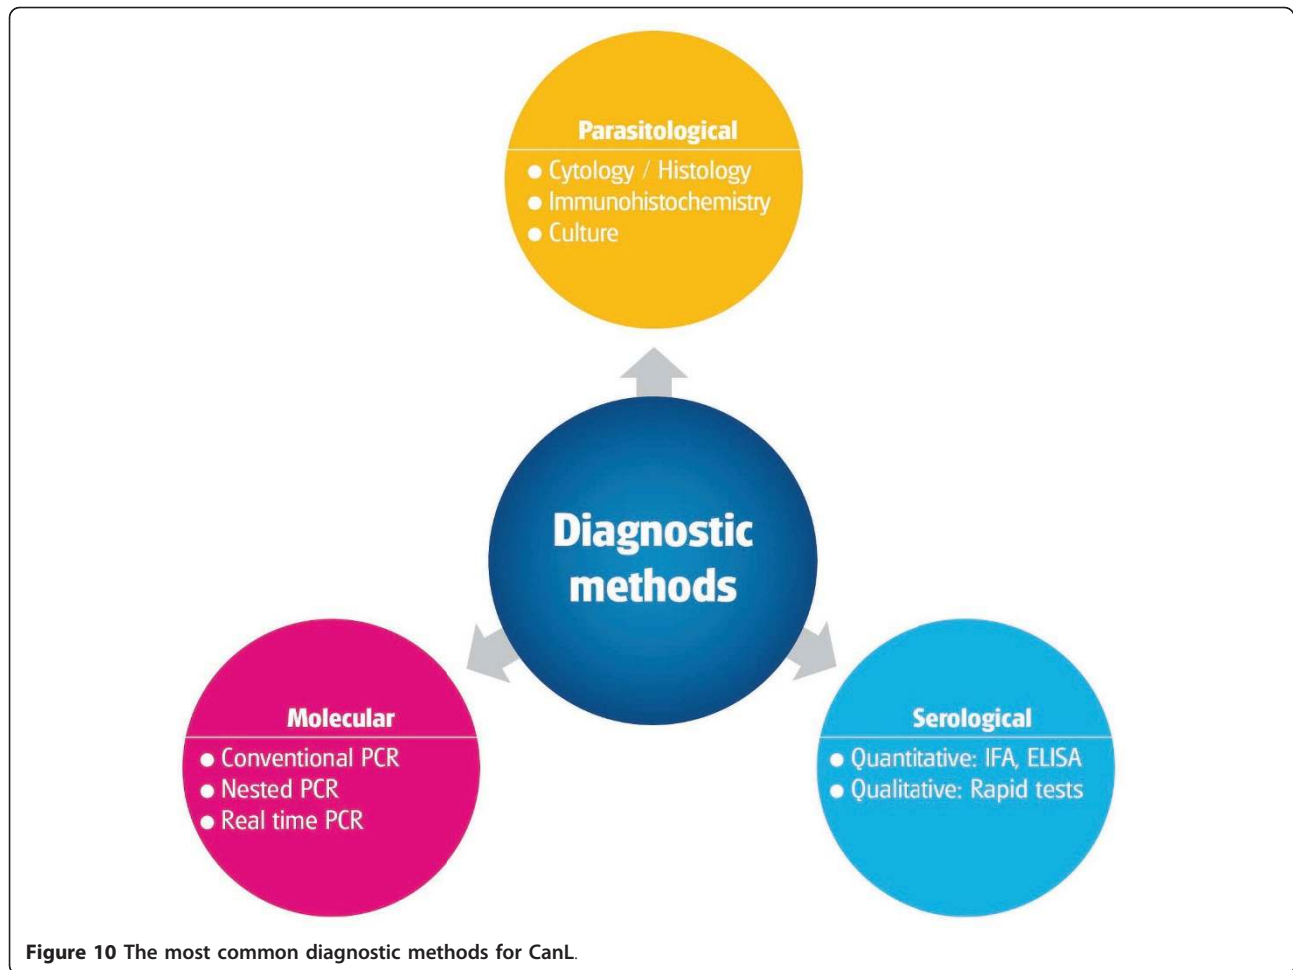 Parasitological
● Cytology / Histology
● Immunohistochemistry
● Culture
Diagnostic
methods
Molecular
● Conventional PCR
● Nested PCR
● Real time PCR
Serological
● Quantitative: IFA, ELISA
● Qualitative: Rapid tests
Figure 10 The most common diagnostic methods for CanL.